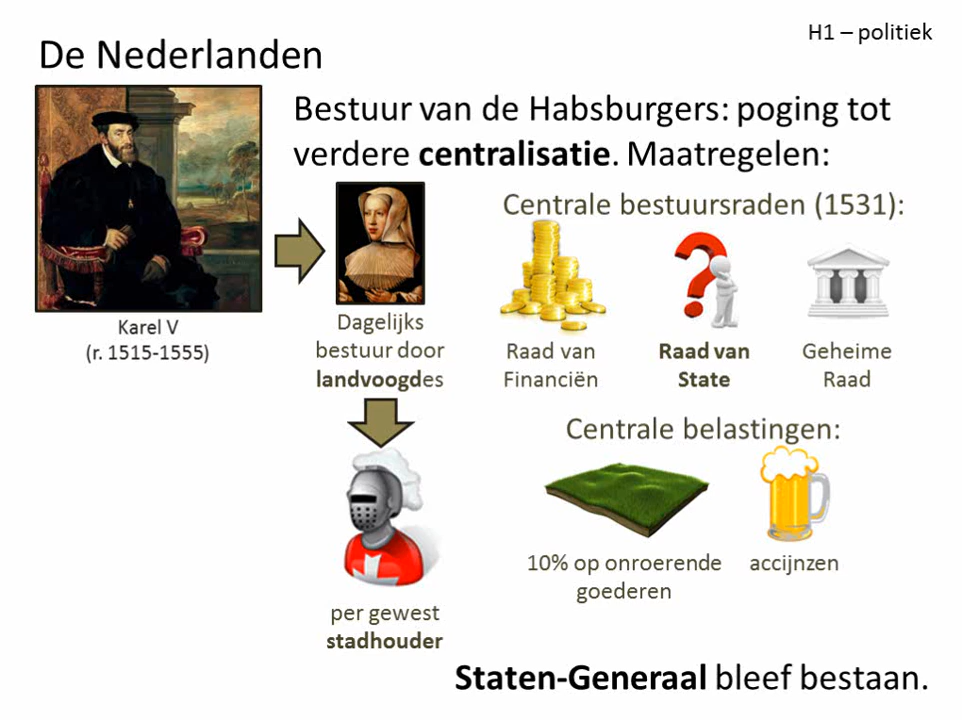 H1 – politiek
De Nederlanden
Bestuur van de Habsburgers: poging tot
verdere centralisatie. Maatregelen:
Karel V
(r. 1515-1555)
Dagelijks
bestuur door
landvoogdes
per gewest
stadhouder
Centrale bestuursraden (1531):
Raad van
Financiën
Raad van
State
Geheime
Raad
Centrale belastingen:
10% op onroerende
goederen
accijnzen
Staten-Generaal bleef bestaan.